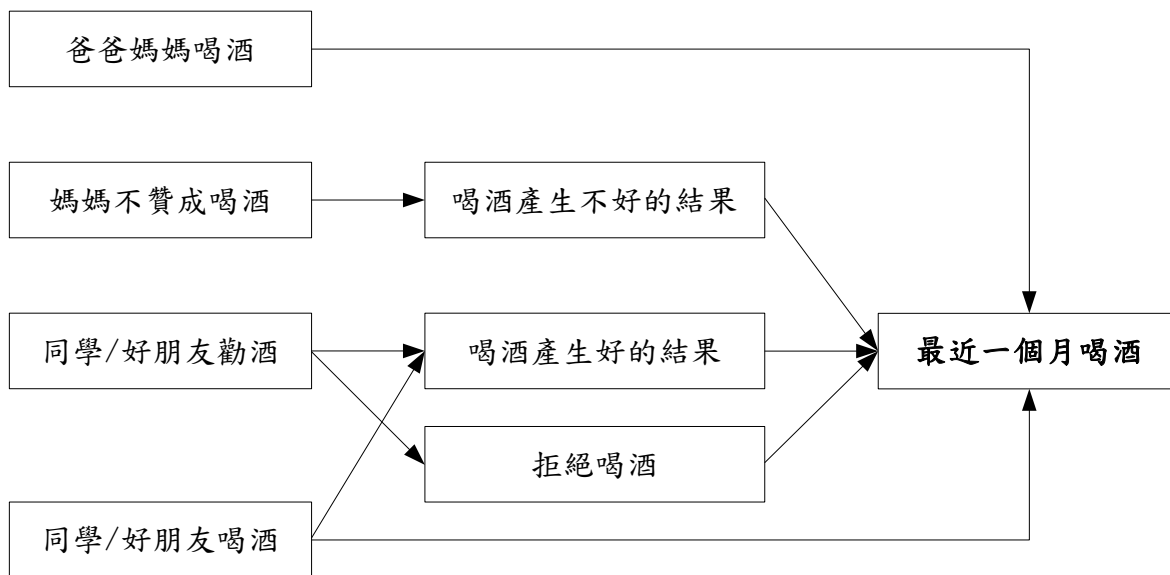 爸爸媽媽喝酒
媽媽不贊成喝酒
喝酒產生不好的結果
同學/好朋友勸酒
喝酒產生好的結果
最近一個月喝酒
拒絕喝酒
同學/好朋友喝酒